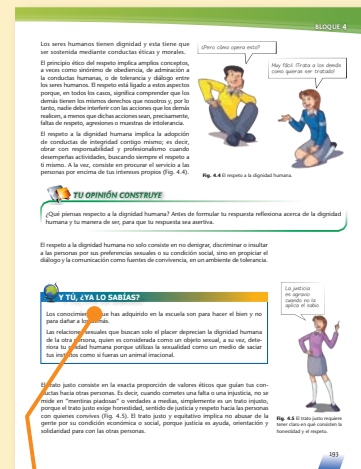 BLOQUE 4
Los seres humanos tienen dignidad y esta tiene que
ser sostenida mediante conductas éticas y morales.
El principio ético del respeto implica amplios conceptos,
a veces como sinónimo de obediencia, de admiración a
la conductas humanas, o de tolerancia y diálogo entre
los seres humanos. El respeto está ligado a estos aspectos
porque, en todos los casos, significa comprender que los
demás tienen los mismos derechos que nosotros y, por lo
tanto, nadie debe interferir con las acciones que los demás
realicen, a menos que dichas acciones sean, precisamente,
faltas de respeto, agresiones o muestras de intolerancia.
El respeto a la dignidad humana implica la adopción
de conductas de integridad contigo mismo; es decir,
obrar con responsabilidad y profesionalismo cuando
desempeñas actividades, buscando siempre el respeto a
ti mismo. A la vez, consiste en procurar el servicio a las
personas por encima de tus intereses propios (Fig. 4.4).
¿Pero cómo opera esto?
Muy fácil ¡Trata a los demás
como quieras ser tratado!
Fig. 4.4 El respeto a la dignidad humana.
TU OPINIÓN CONSTRUYE
¿Qué piensas respecto a la dignidad humana? Antes de formular tu respuesta reflexiona acerca de la dignidad
humana y tu manera de ser, para que tu respuesta sea asertiva.
El respeto a la dignidad humana no solo consiste en no denigrar, discriminar o insultar
a las personas por sus preferencias sexuales o su condición social, sino en propiciar el
diálogo y la comunicación como fuentes de convivencia, en un ambiente de tolerancia.
Y TÚ, ¿YA LO SABÍAS?
Los que has adquirido en la escuela son para hacer el bien y no
para dañar a
Las relaciones sexuales que buscan solo el placer deprecian la dignidad humana
de la otra persona, quien es considerada como un objeto sexual, a su vez, dete-
riora tu dignidad humana porque utilizas la sexualidad como un medio de saciar
tus instintos como si fueras un animal irracional.
La justicia
es agravio
cuando no la
aplica el sabio.
El trato justo consiste en la exacta proporción de valores éticos que guían tus con-
ductas hacia otras personas. Es decir, cuando cometes una falta o una injusticia, no se
mide en "mentiras piadosas" o verdades a medias, simplemente es un trato injusto,
porque el trato justo exige honestidad, sentido de justicia y respeto hacia las personas
con quienes convives (Fig. 4.5). El trato justo y equitativo implica no abusar de la
gente por su condición económica o social, porque justicia es ayuda, orientación y
solidaridad para con las otras personas.
Fig. 4.5 El trato justo requiere
tener claro en qué consisten la
honestidad y el respeto.
193